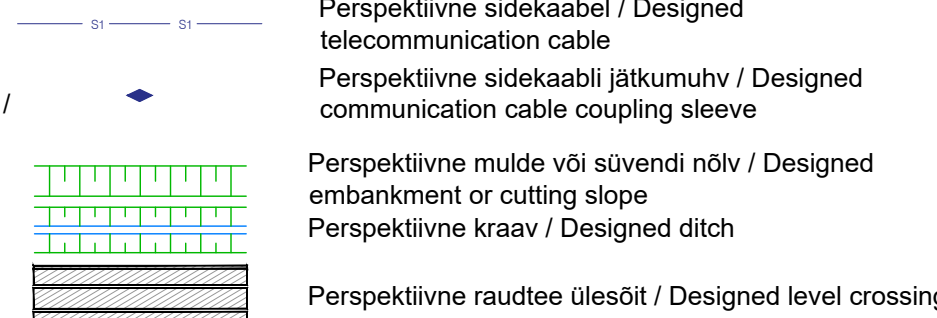 S1 S1
Perspektiivne sidekaabel / Designed
telecommunication cable
Perspektiivne sidekaabli jätkumuhv / Designed
/
communication cable coupling sleeve
Perspektiivne mulde või süvendi nõlv / Designed
embankment or cutting slope
Perspektiivne kraav / Designed ditch
Perspektiivne raudtee ülesõit / Designed level crossing